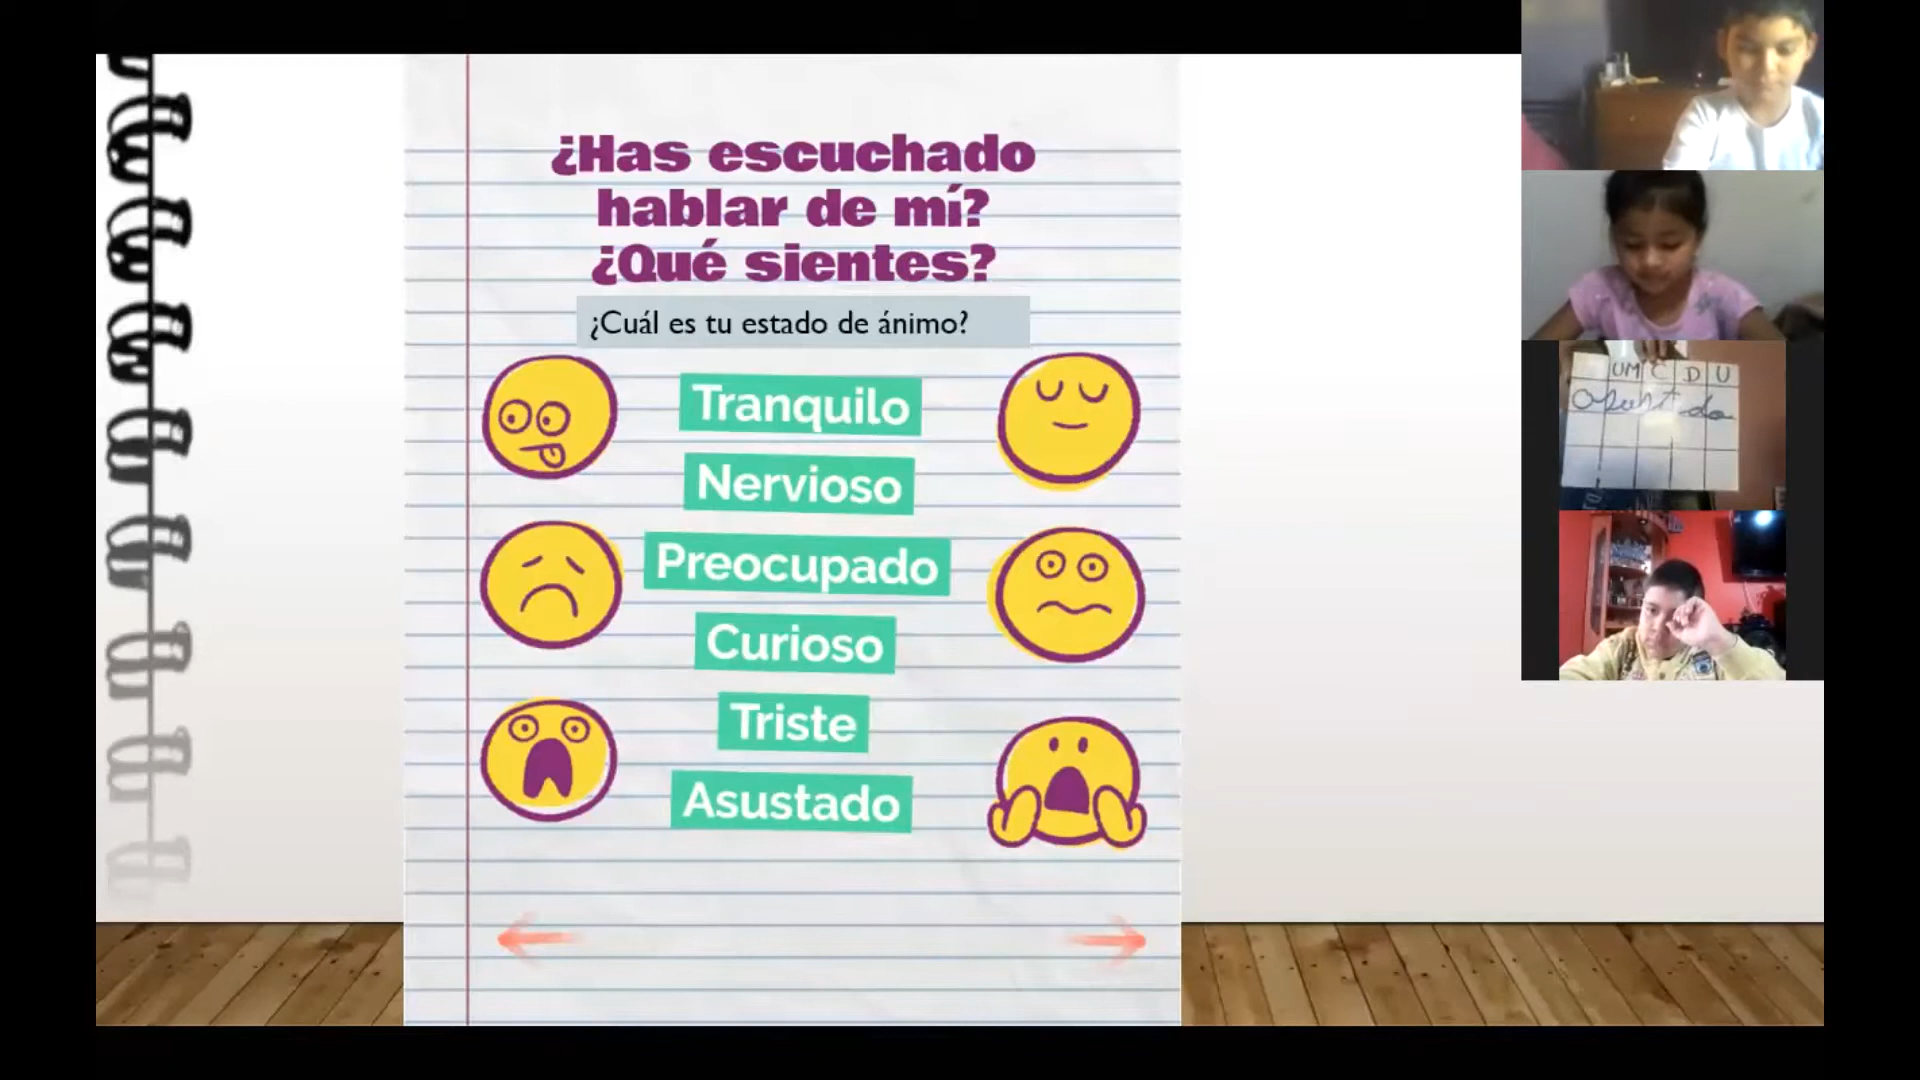 ¿Has escuchado
hablar de mí?
¿Qué sientes?
¿Cuál es tu estado de ánimo?
Tranquilo
Nervioso
Preocupado
Curioso
Triste
Asustado
UM C D U